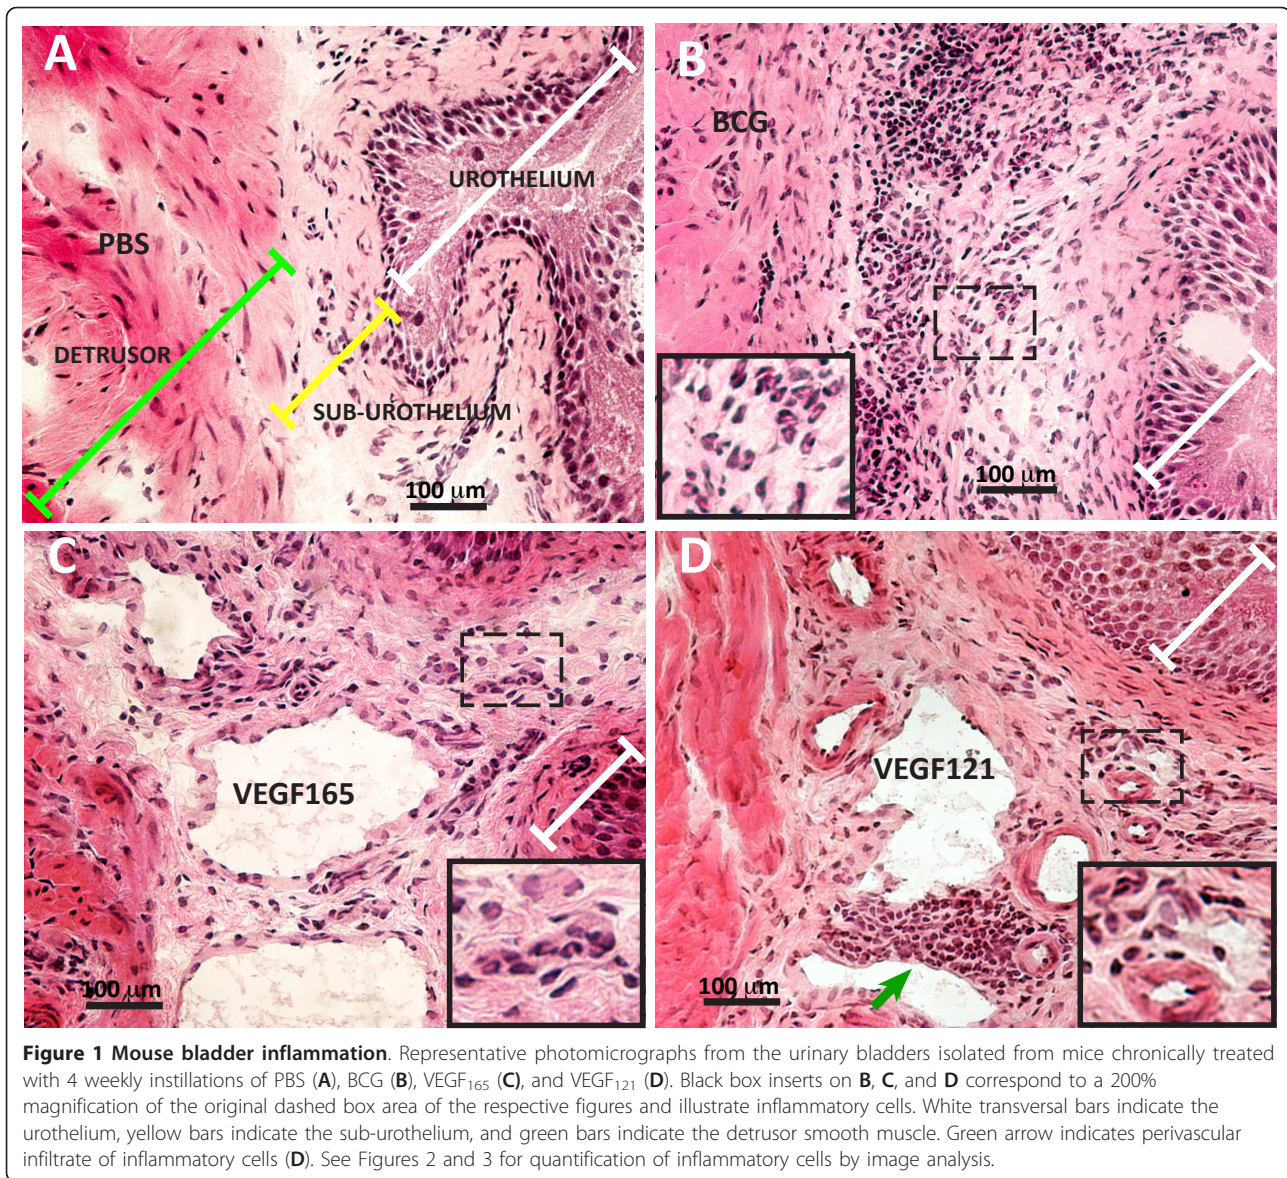 A
UROTHELIUM
PBS
DETRUSOR
SUB-UROTHELIUM
100 µm
B
BCG
100 µm
C
VEGF165
100 µm
D
VEGF121
100 µm
Figure 1 Mouse bladder inflammation. Representative photomicrographs from the urinary bladders isolated from mice chronically treated
with 4 weekly instillations of PBS (A), BCG (B), VEGF165 (C), and VEGF121 (D). Black box inserts on B, C, and D correspond to a 200%
magnification of the original dashed box area of the respective figures and illustrate inflammatory cells. White transversal bars indicate the
urothelium, yellow bars indicate the sub-urothelium, and green bars indicate the detrusor smooth muscle. Green arrow indicates perivascular
infiltrate of inflammatory cells (D). See Figures 2 and 3 for quantification of inflammatory cells by image analysis.